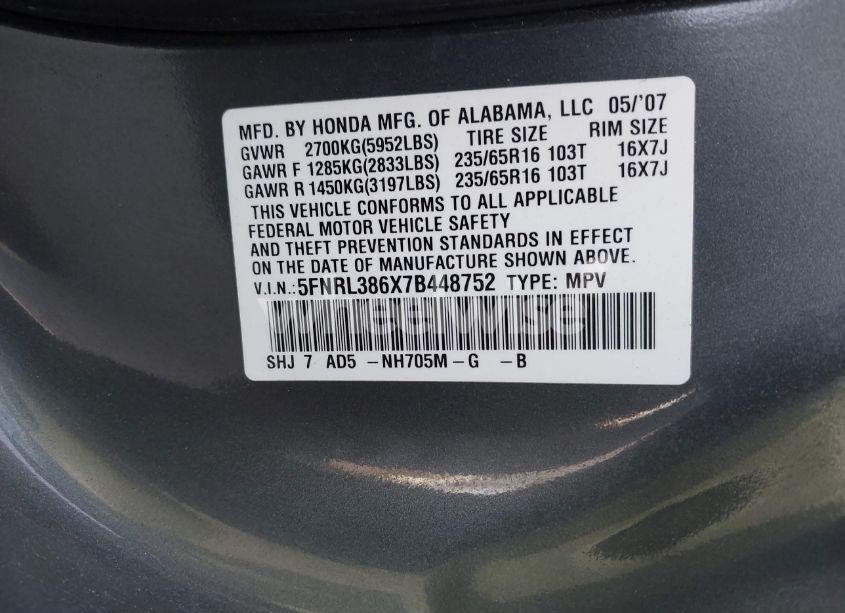 MFD. BY HONDA MFG. OF ALABAMA, LLC 05/'07
GVWR 2700KG(5952LBS) TIRE SIZE RIM SIZE
GAWR F 1285KG(2833LBS) 235/65R16 103T 16X7J
GAWR R 1450KG(3197LBS) 235/65R16 103T 16X7J
THIS VEHICLE CONFORMS TO ALL APPLICABLE
FEDERAL MOTOR VEHICLE SAFETY
AND THEFT PREVENTION STANDARDS IN EFFECT
ON THE DATE OF MANUFACTURE SHOWN ABOVE.
V.I.N.:5FNRL386X7B448752 TYPE: MPV
WheelWise
SHJ 7 AD5 -NH705M-G -B